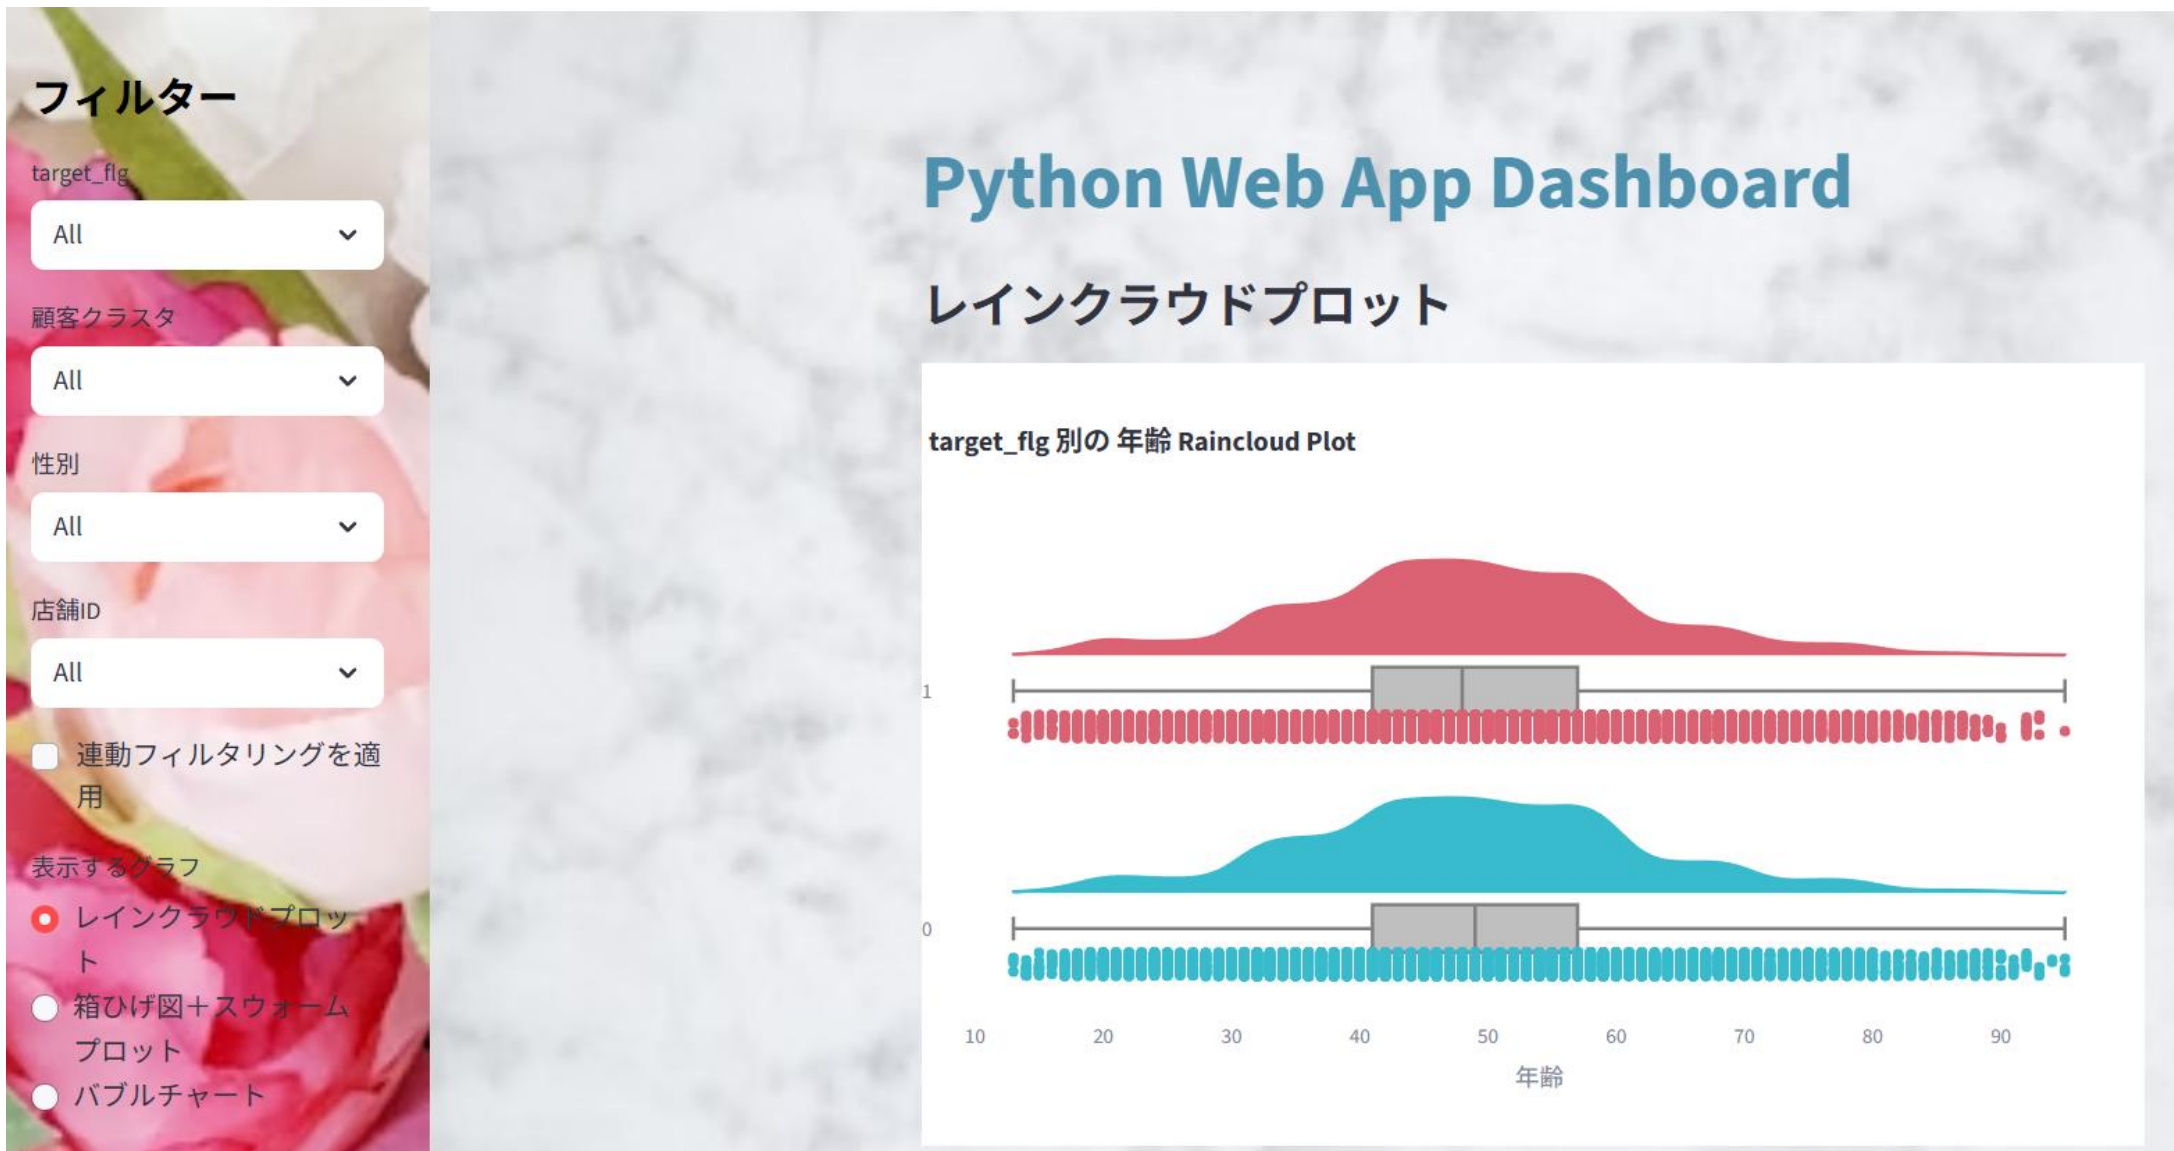 フィルター
target_flg
All
顧客クラスタ
All
性別
All
店舗ID
All
連動フィルタリングを適
用
表示するグラフ
レインクラウドプロッ
ト
箱ひげ図＋スウォーム
プロット
バブルチャート
Python Web App Dashboard
レインクラウドプロット
target_flg 別の 年齢 Raincloud Plot
1
0
10 20 30 40 50 60 70 80 90
年齢